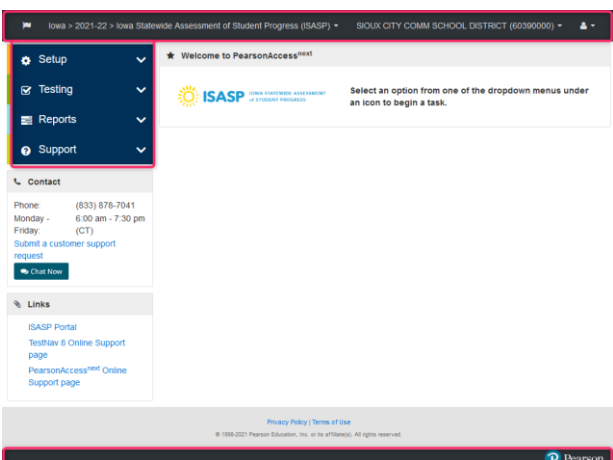 Iowa > 2021-22 > Iowa Statewide Assessment of Student Progress (ISASP)
SIOUX CITY COMM SCHOOL DISTRICT (60390000)
Setup
Testing
Reports
Support
Welcome to PearsonAccessnext
ISASP IOWA STATEWIDE ASSESSMENT
of STUDENT PROGRESS
Select an option from one of the dropdown menus under
an icon to begin a task.
Contact
Phone: (833) 878-7041
Monday - 6:00 am - 7:30 pm
Friday: (CT)
Submit a customer support
request
Chat Now
Links
ISASP Portal
TestNav 8 Online Support
page
PearsonAccessnext Online
Support page
Privacy Policy | Terms of Use
© 1998-2021 Pearson Education, Inc. or its affiliate(s). All rights reserved.
Pearson